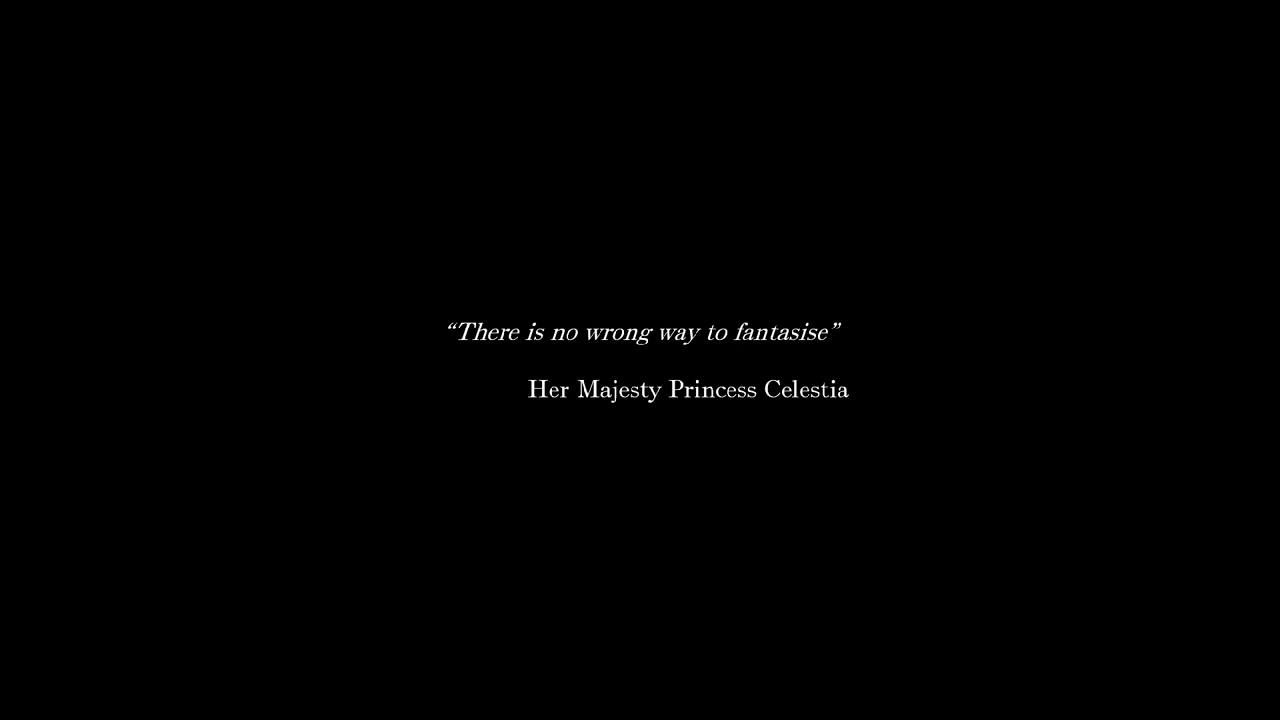 “There is no wrong way to fantasise”
Her Majesty Princess Celestia